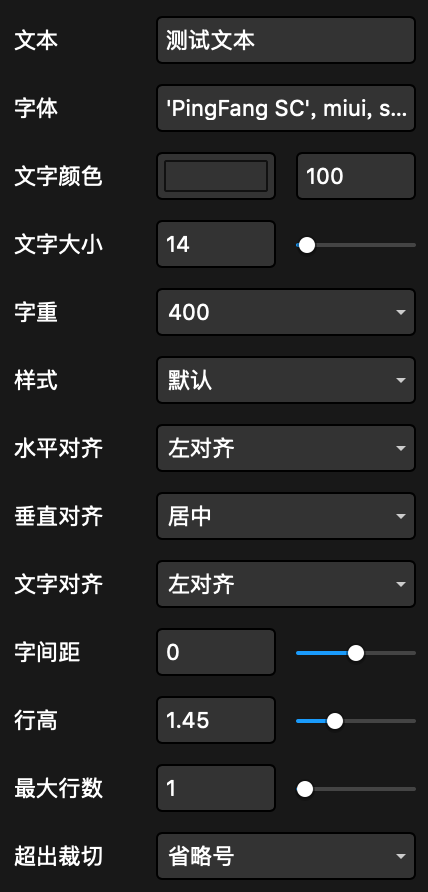 文本 测试文本
字体 'PingFang SC', miui, s...
文字颜色 100
文字大小 14
字重 400
样式 默认
水平对齐 左对齐
垂直对齐 居中
文字对齐 左对齐
字间距 0
行高 1.45
最大行数 1
超出裁切 省略号